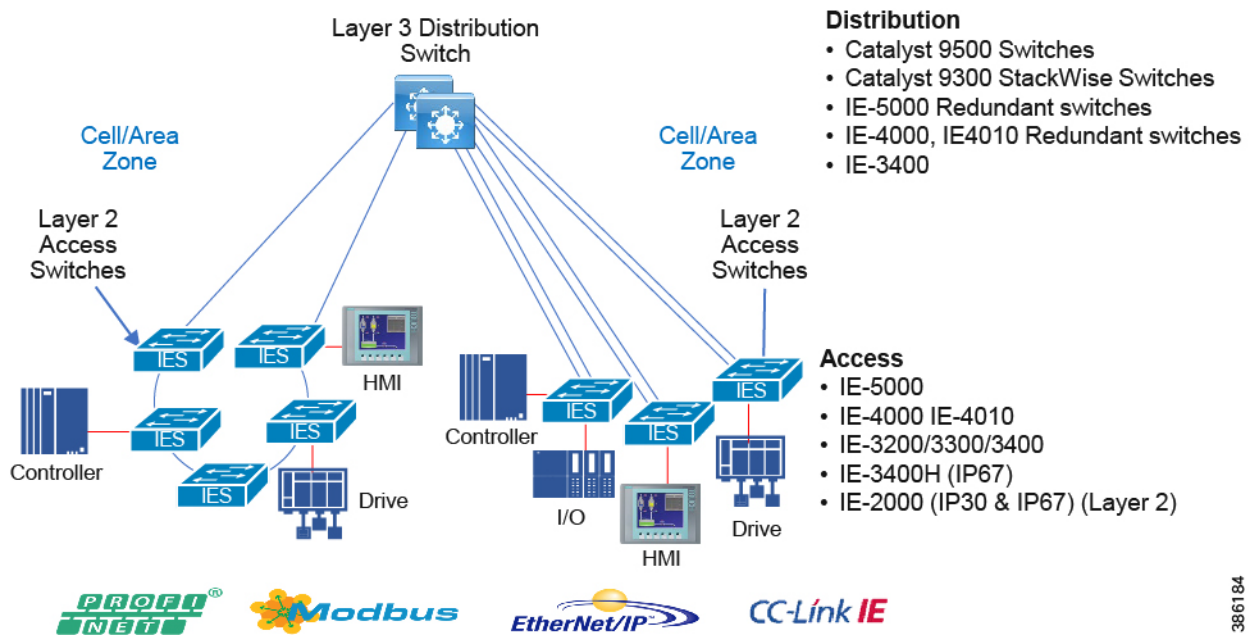 Layer 3 Distribution
Switch
Distribution
• Catalyst 9500 Switches
• Catalyst 9300 StackWise Switches
• IE-5000 Redundant switches
• IE-4000, IE4010 Redundant switches
• IE-3400
Cell/Area
Zone
Cell/Area
Zone
Layer 2
Access
Switches
Layer 2
Access
Switches
IES
IES
HMI
IES
IES
IES
Controller
Drive
IES
IES
IES
Controller
I/O
HMI
Drive
Access
• IE-5000
• IE-4000 IE-4010
• IE-3200/3300/3400
• IE-3400H (IP67)
• IE-2000 (IP30 & IP67) (Layer 2)
PROFI®
NET
Modbus
EtherNet/IP™
CC-Link IE
386184